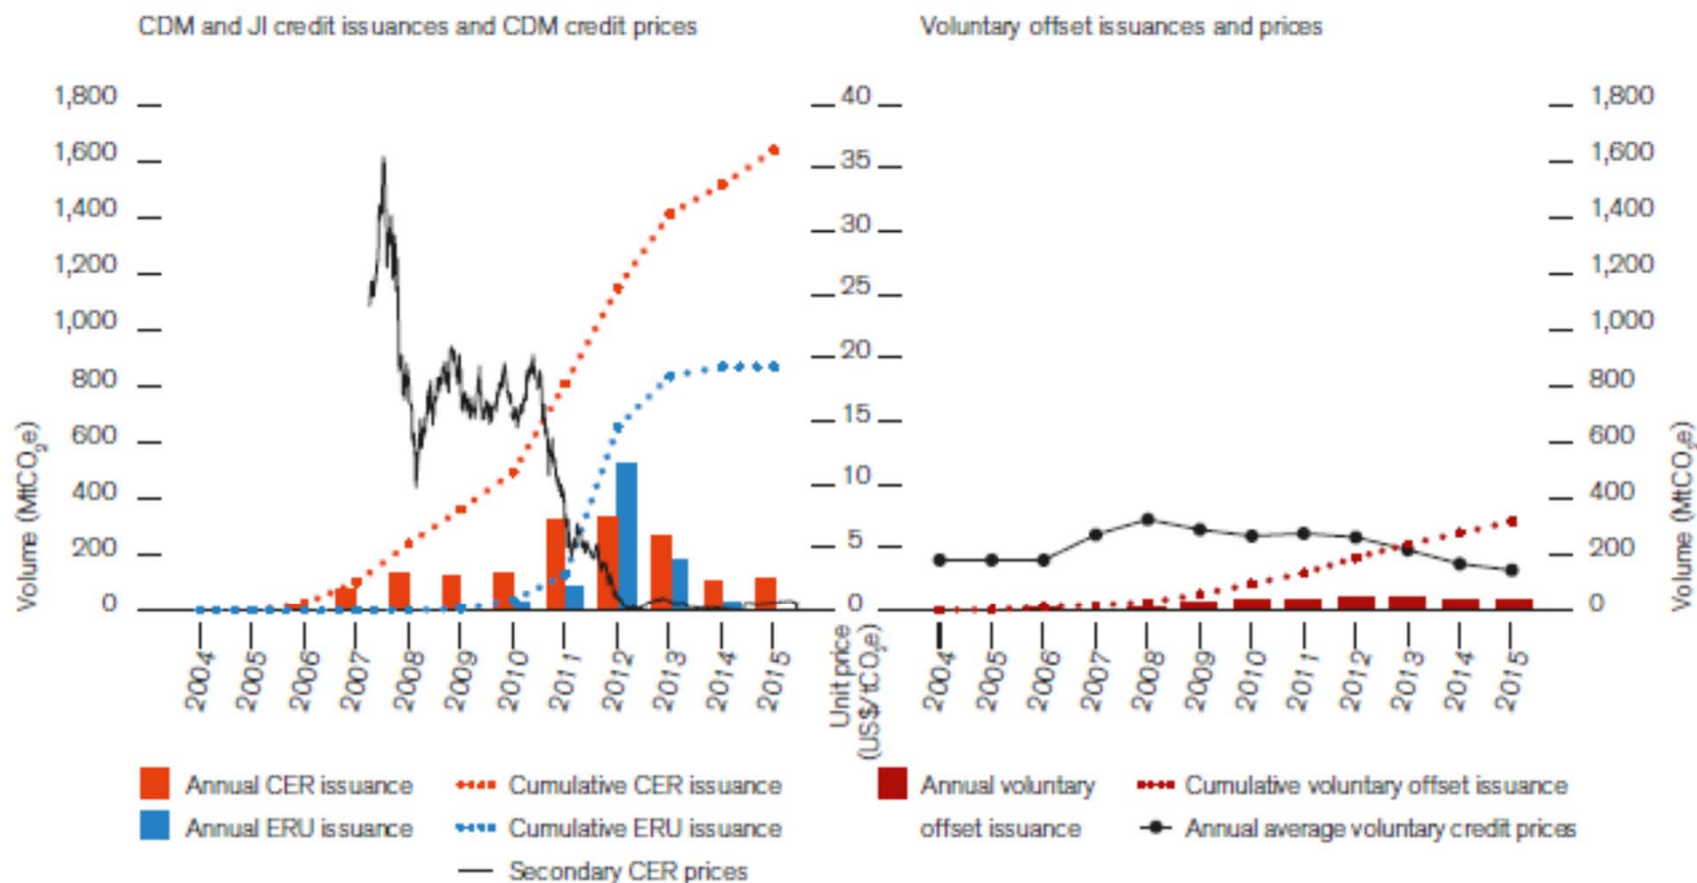 CDM and JI credit issuances and CDM credit prices
Voluntary offset issuances and prices
1,800
1,600
1,400
1,200
1,000
800
600
400
200
0
Volume (MtCO₂e)
40
35
30
25
20
15
10
5
0
Unit price
(US$/tCO₂e)
1,800
1,600
1,400
1,200
1,000
800
600
400
200
0
Volume (MtCO₂e)
2004 2005 2006 2007 2008 2009 2010 2011 2012 2013 2014 2015
2004 2005 2006 2007 2008 2009 2010 2011 2012 2013 2014 2015
Annual CER issuance
Cumulative CER issuance
Annual ERU issuance
Cumulative ERU issuance
Secondary CER prices
Annual voluntary
offset issuance
Cumulative voluntary offset issuance
Annual average voluntary credit prices